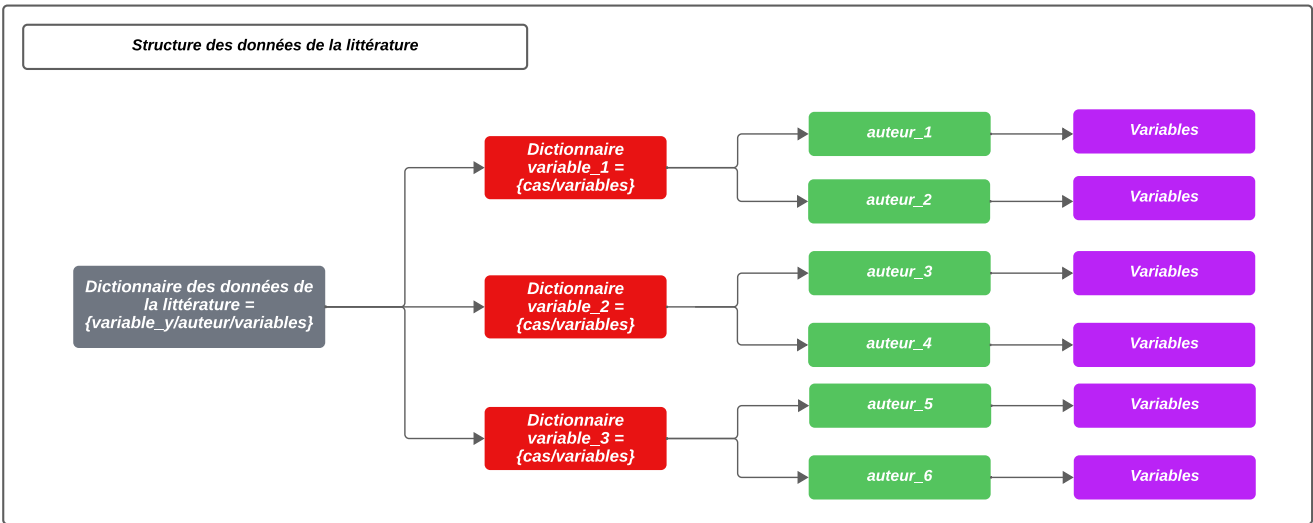 Structure des données de la littérature
Dictionnaire des données de
la littérature =
{variable_y/auteur/variables}
Dictionnaire
variable_1 =
{cas/variables}
auteur_1
Variables
auteur_2
Variables
Dictionnaire
variable_2 =
{cas/variables}
auteur_3
Variables
auteur_4
Variables
Dictionnaire
variable_3 =
{cas/variables}
auteur_5
Variables
auteur_6
Variables